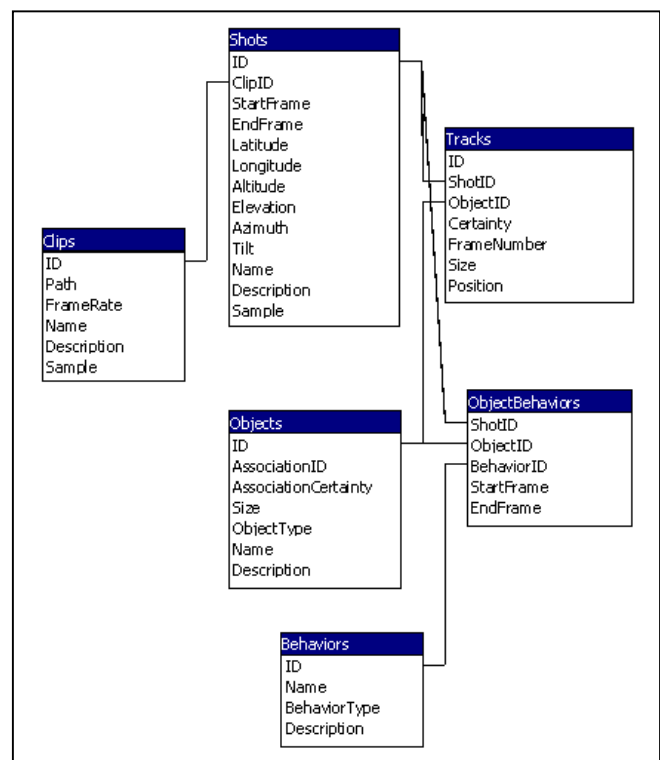 Shots
ID
ClipID
StartFrame
EndFrame
Latitude
Longitude
Altitude
Elevation
Azimuth
Tilt
Name
Description
Sample
Tracks
ID
ShotID
ObjectID
Certainty
FrameNumber
Size
Position
Clips
ID
Path
FrameRate
Name
Description
Sample
Objects
ID
AssociationID
AssociationCertainty
Size
ObjectType
Name
Description
ObjectBehaviors
ShotID
ObjectID
BehaviorID
StartFrame
EndFrame
Behaviors
ID
Name
BehaviorType
Description